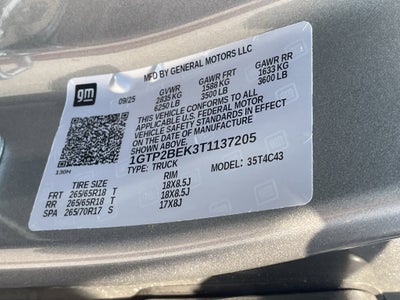 gm
MFD BY GENERAL MOTORS LLC
09/25 GVWR GAWR FRT GAWR RR
2835 KG 1588 KG 1633 KG
6250 LB 3500 LB 3600 LB
THIS VEHICLE CONFORMS TO ALL
APPLICABLE U.S. FEDERAL MOTOR
VEHICLE SAFETY STANDARDS IN EFFECT
ON THE DATE OF MANUFACTURE
SHOWN ABOVE.
1GTP2BEK3T1137205
TYPE: TRUCK MODEL: 35T4C43
130H
TIRE SIZE RIM
FRT 265/65R18 T 18X8.5J
RR 265/65R18 T 18X8.5J
SPA 265/70R17 S 17X8J